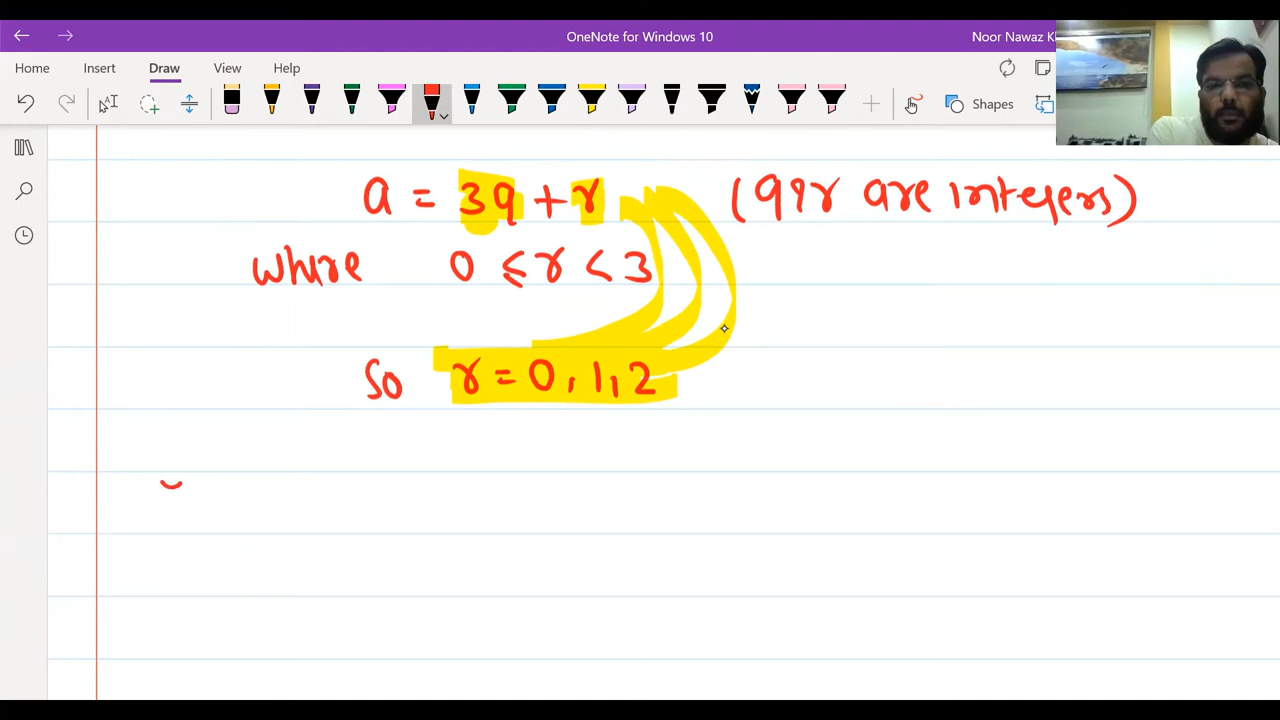 OneNote for Windows 10
Noor Nawaz K
Home Insert Draw View Help
Shapes
a = 3q + r (q & r are integers)
where 0 ≤ r < 3
So r = 0, 1, 2